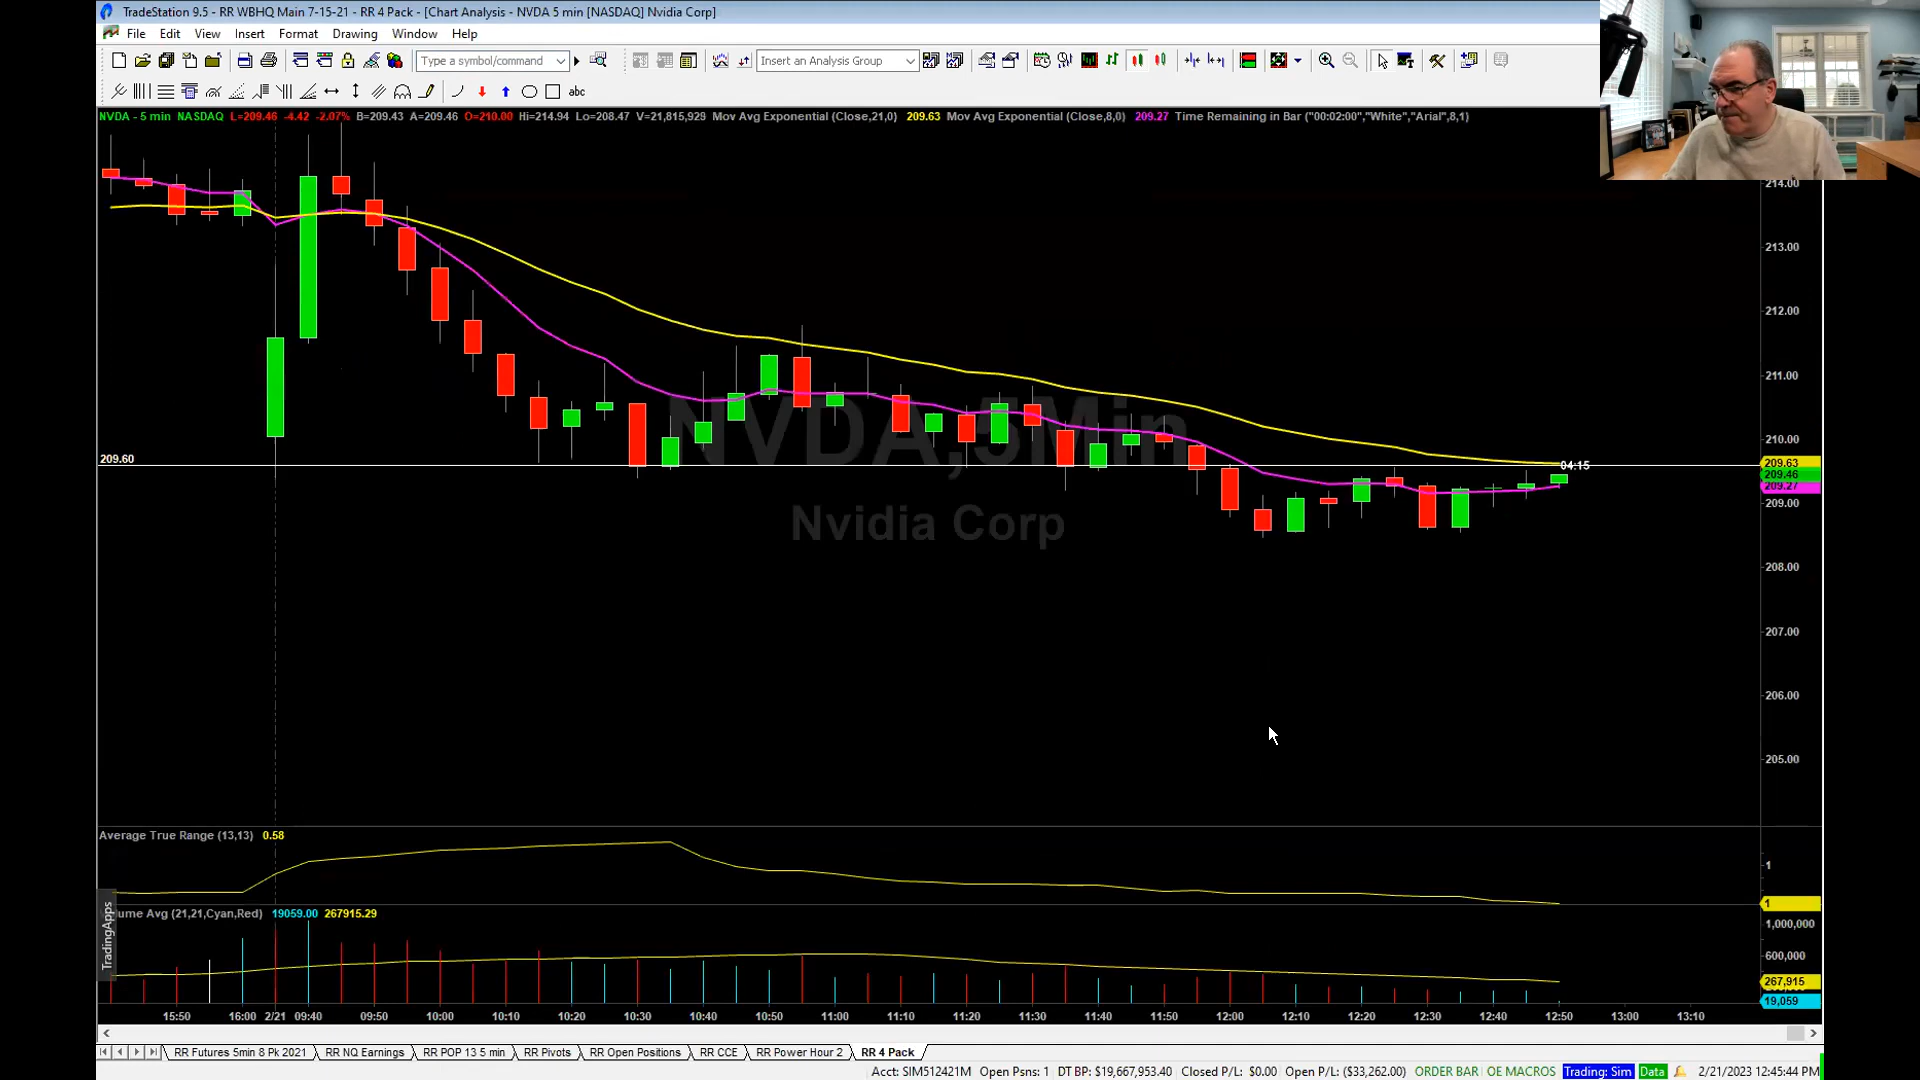 TradeStation 9.5 - RR WBHQ Main 7-15-21 - RR 4 Pack - [Chart Analysis - NVDA 5 min [NASDAQ] Nvidia Corp]
File Edit View Insert Format Drawing Window Help
Type a symbol/command Insert an Analysis Group
abc
NVDA - 5 min NASDAQ L=209.46 -4.42 -2.07% B=209.43 A=209.46 O=210.00 Hi=214.94 Lo=208.47 V=21,815,929 Mov Avg Exponential (Close,21,0) 209.63 Mov Avg Exponential (Close,8,0) 209.27 Time Remaining in Bar ("00:02:00","White","Arial",8,1)
214.00
213.00
212.00
211.00
NVDA,5Min
210.00
209.60
04:15
209.63
209.46
209.27
209.00
Nvidia Corp
208.00
207.00
206.00
205.00
Average True Range (13,13) 0.58
1
1
ume Avg (21,21,Cyan,Red) 19059.00 267915.29
TradingApps
1,000,000
600,000
267,915
19,059
15:50 16:00 2/21 09:40 09:50 10:00 10:10 10:20 10:30 10:40 10:50 11:00 11:10 11:20 11:30 11:40 11:50 12:00 12:10 12:20 12:30 12:40 12:50 13:00 13:10
RR Futures 5min 8 Pk 2021 RR NQ Earnings RR POP 13 5 min RR Pivots RR Open Positions RR CCE RR Power Hour 2 RR 4 Pack
Acct: SIM512421M Open Psns: 1 DT BP: $19,667,953.40 Closed P/L: $0.00 Open P/L: ($33,262.00) ORDER BAR OE MACROS Trading: Sim Data 2/21/2023 12:45:44 PM